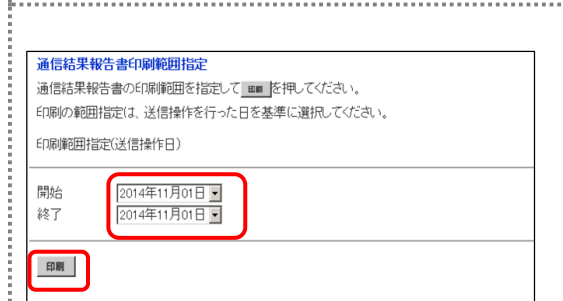 通信結果報告書印刷範囲指定
通信結果報告書の印刷範囲を指定して 印刷 を押してください。
印刷の範囲指定は、送信操作を行った日を基準に選択してください。
印刷範囲指定(送信操作日)
開始 2014年11月01日
終了 2014年11月01日
印刷